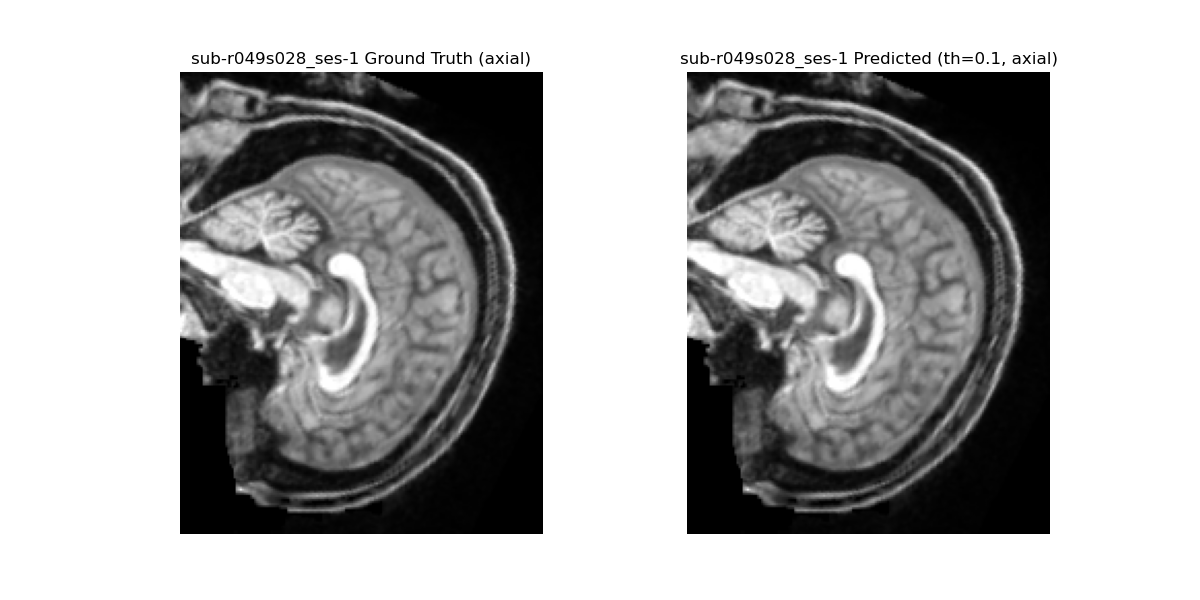 sub-r049s028_ses-1 Ground Truth (axial)
sub-r049s028_ses-1 Predicted (th=0.1, axial)